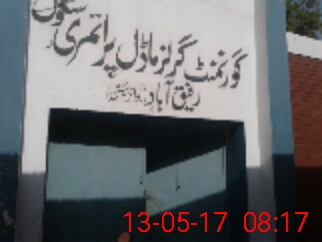 گورنمنٹ گرلز ماڈل پرائمری سکول
رفیق آباد
13-05-17 08:17